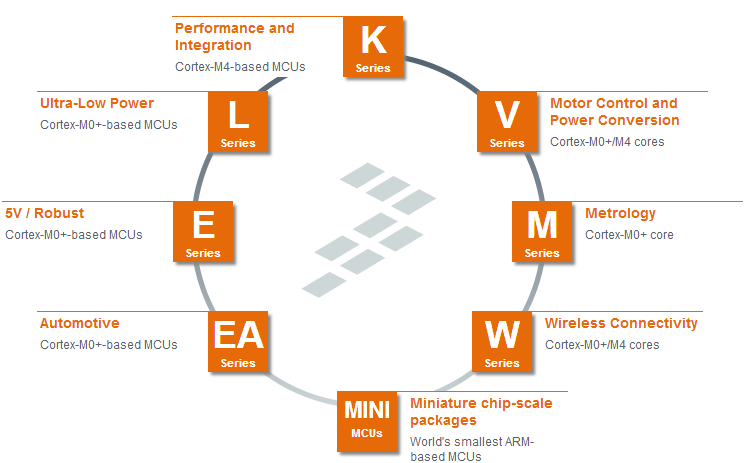 Performance and
Integration
Cortex-M4-based MCUs
K
Series
Ultra-Low Power
Cortex-M0+-based MCUs
L
Series
V
Series
Motor Control and
Power Conversion
Cortex-M0+/M4 cores
5V / Robust
Cortex-M0+-based MCUs
E
Series
M
Series
Metrology
Cortex-M0+ core
Automotive
Cortex-M0+-based MCUs
EA
Series
W
Series
Wireless Connectivity
Cortex-M0+/M4 cores
MINI
MCUs
Miniature chip-scale
packages
World's smallest ARM-
based MCUs